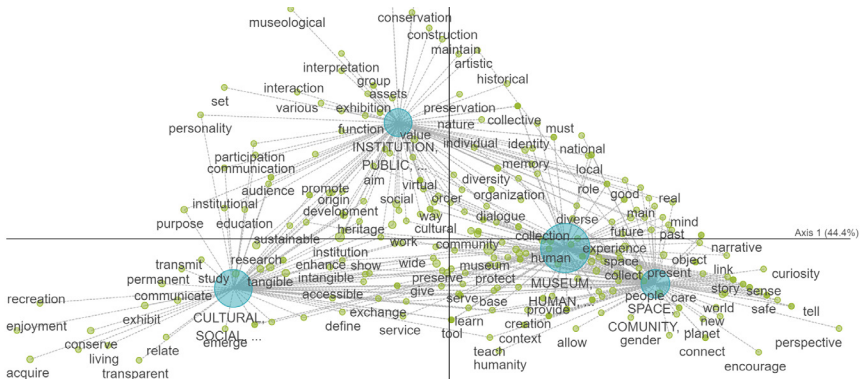 conservation
museological
construction
maintain
artistic
interpretation
group
historical
interaction
assets
set
various
exhibition
preservation
personality
function
nature
collective
value
must
INSTITUTION,
individual
identity
national
participation
PUBLIC, ...
memory
communication
local
aim
virtual
diversity
audience
promote
role
institutional
origin
social
orcer
organization
good
real
development
way
dialogue
diverse
main
purpose
education
heritage
cultural
future
mind
Axis 1 (44.4%)
sustainable
work
community
collection
past
experience
narrative
institution
human
transmit
research
enhance
show
wide
museum
space
object
permanent
study
tangible
intangible
preserve
protect
collect
present
link
curiosity
communicate
accessible
give
MUSEUM,
story
sense
recreation
serve
base
HUMAN,
people
care
exhibit
CULTURAL,
exchange
provide
SPACE,
world
safe
tell
enjoyment
SOCIAL, ...
define
service
learn
creation
COMUNITY,
new
conserve
emerge
tool
context
allow
gender
planet
perspective
living
relate
teach
connect
acquire
transparent
humanity
encourage